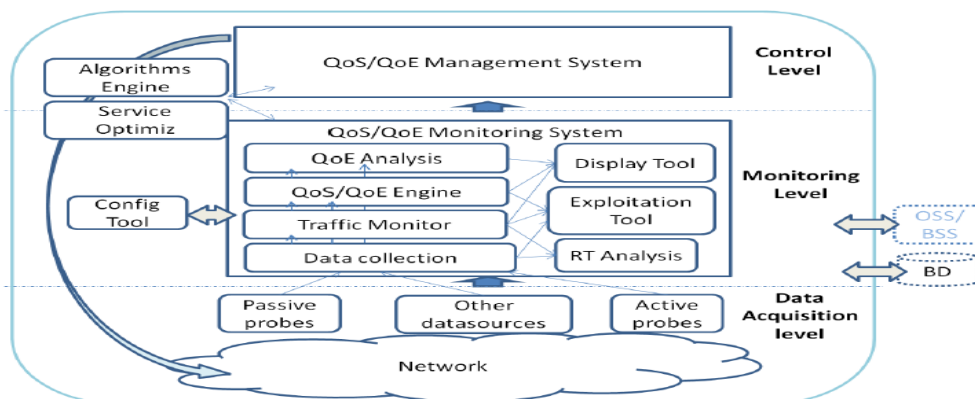 QoS/QoE Management System
Control
Level
Algorithms
Engine
Service
Optimiz
QoS/QoE Monitoring System
QoE Analysis
QoS/QoE Engine
Traffic Monitor
Data collection
Display Tool
Exploitation
Tool
RT Analysis
Config
Tool
Monitoring
Level
OSS/
BSS
BD
Passive
probes
Other
datasources
Active
probes
Data
Acquisition
level
Network